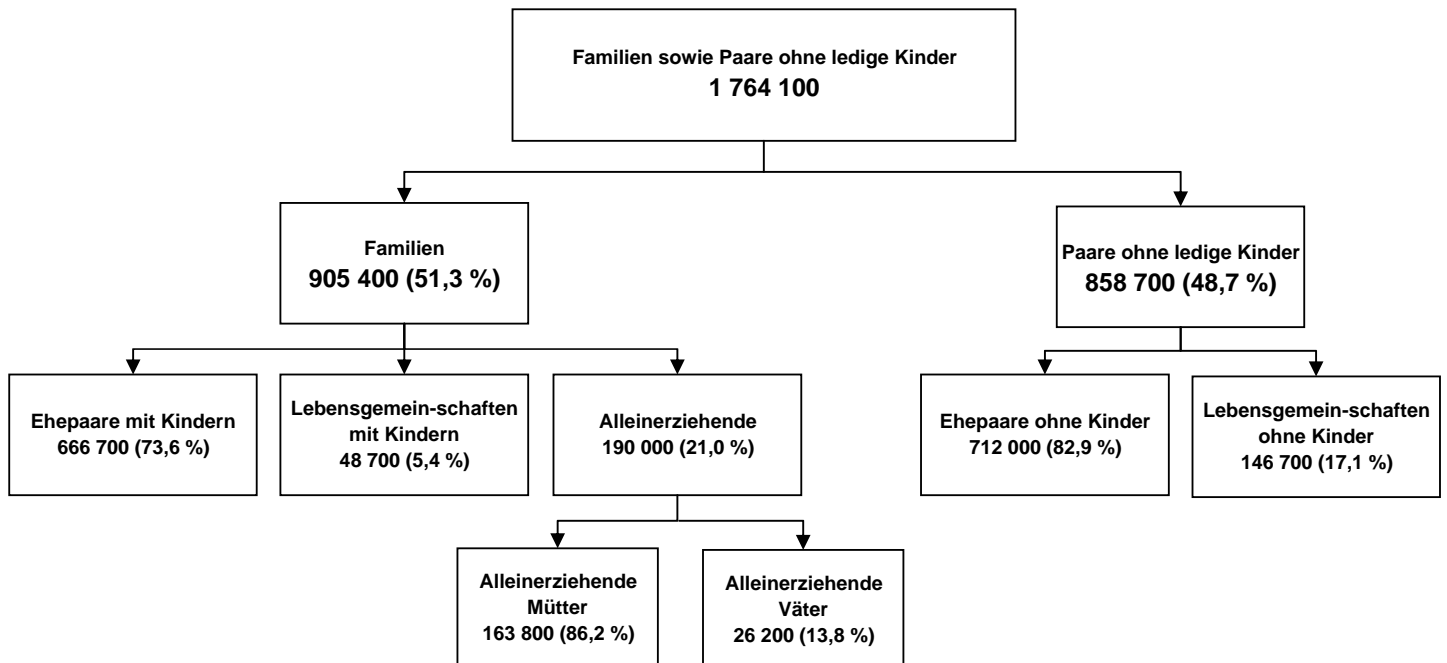 Familien sowie Paare ohne ledige Kinder
1 764 100
Familien
905 400 (51,3 %)
Paare ohne ledige Kinder
858 700 (48,7 %)
Ehepaare mit Kindern
666 700 (73,6 %)
Lebensgemein-schaften
mit Kindern
48 700 (5,4 %)
Alleinerziehende
190 000 (21,0 %)
Ehepaare ohne Kinder
712 000 (82,9 %)
Lebensgemein-schaften
ohne Kinder
146 700 (17,1 %)
Alleinerziehende
Mütter
163 800 (86,2 %)
Alleinerziehende
Väter
26 200 (13,8 %)